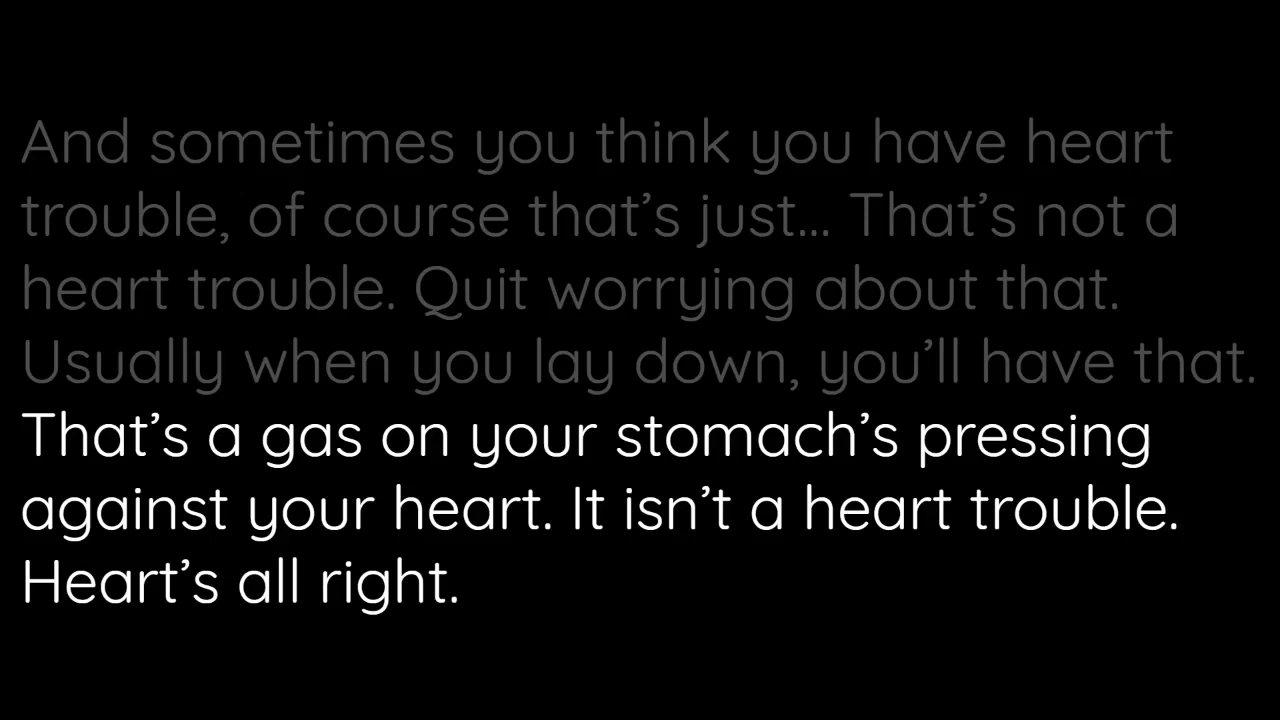 And sometimes you think you have heart
trouble, of course that’s just... That’s not a
heart trouble. Quit worrying about that.
Usually when you lay down, you’ll have that.
That’s a gas on your stomach’s pressing
against your heart. It isn’t a heart trouble.
Heart’s all right.